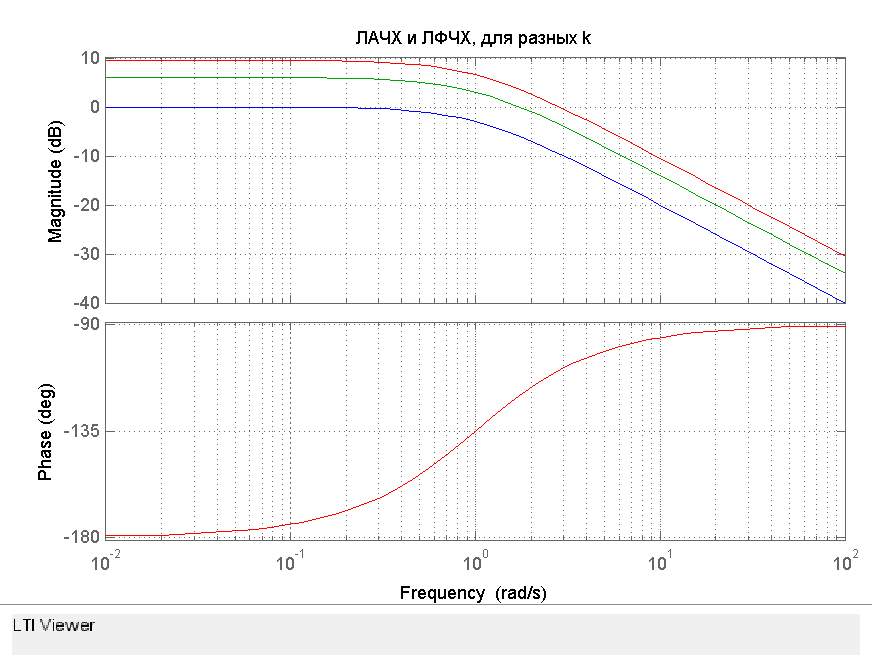 ЛАЧХ и ЛФЧХ, для разных k
10
0
-10
-20
-30
-40
Magnitude (dB)
-90
-135
-180
Phase (deg)
10^-2
10^-1
10^0
10^1
10^2
Frequency (rad/s)
LTI Viewer